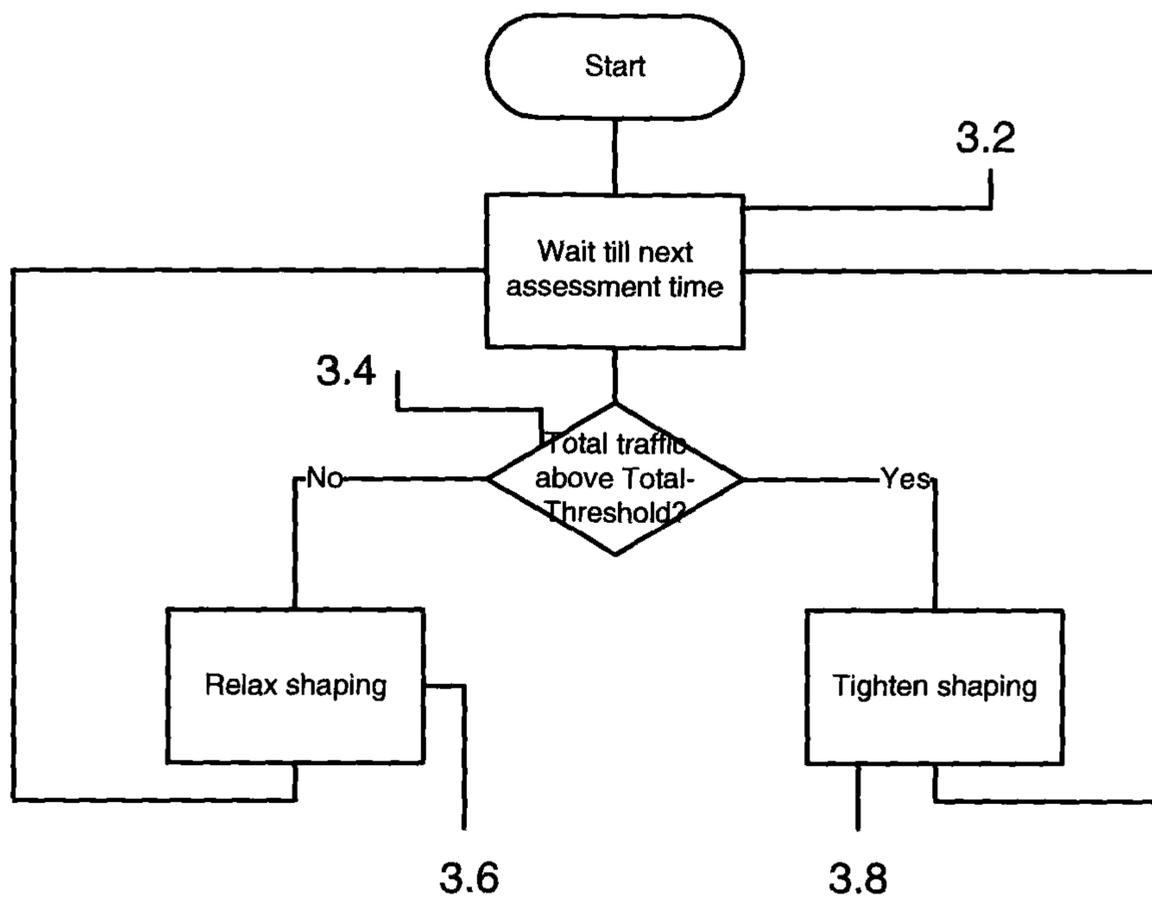 Start
3.2
Wait till next
assessment time
3.4
Total traffic
above Total-
Threshold?
No
Yes
Relax shaping
Tighten shaping
3.6
3.8